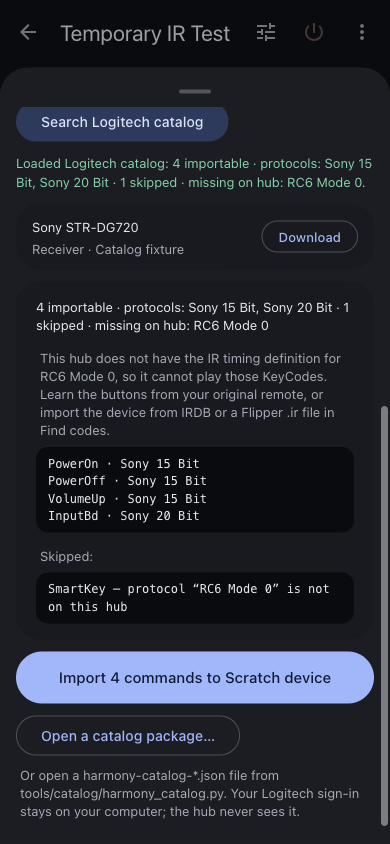 Temporary IR Test
Search Logitech catalog
Loaded Logitech catalog: 4 importable · protocols: Sony 15
Bit, Sony 20 Bit · 1 skipped · missing on hub: RC6 Mode 0.
Sony STR-DG720
Receiver · Catalog fixture
Download
4 importable · protocols: Sony 15 Bit, Sony 20 Bit · 1
skipped · missing on hub: RC6 Mode 0
This hub does not have the IR timing definition for
RC6 Mode 0, so it cannot play those KeyCodes.
Learn the buttons from your original remote, or
import the device from IRDB or a Flipper .ir file in
Find codes.
PowerOn · Sony 15 Bit
PowerOff · Sony 15 Bit
VolumeUp · Sony 15 Bit
InputBd · Sony 20 Bit
Skipped:
SmartKey — protocol “RC6 Mode 0” is not
on this hub
Import 4 commands to Scratch device
Open a catalog package...
Or open a harmony-catalog-*.json file from
tools/catalog/harmony_catalog.py. Your Logitech sign-in
stays on your computer; the hub never sees it.